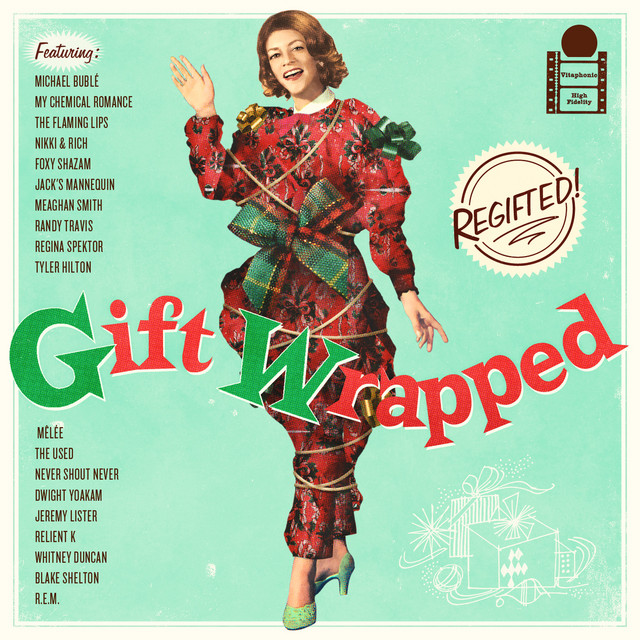 Featuring:
MICHAEL BUBLÉ
MY CHEMICAL ROMANCE
THE FLAMING LIPS
NIKKI & RICH
FOXY SHAZAM
JACK'S MANNEQUIN
MEAGHAN SMITH
RANDY TRAVIS
REGINA SPEKTOR
TYLER HILTON
Vitaphonic
High
Fidelity
REGIFTED!
Gift Wrapped
MÊLÉE
THE USED
NEVER SHOUT NEVER
DWIGHT YOAKAM
JEREMY LISTER
RELIENT K
WHITNEY DUNCAN
BLAKE SHELTON
R.E.M.